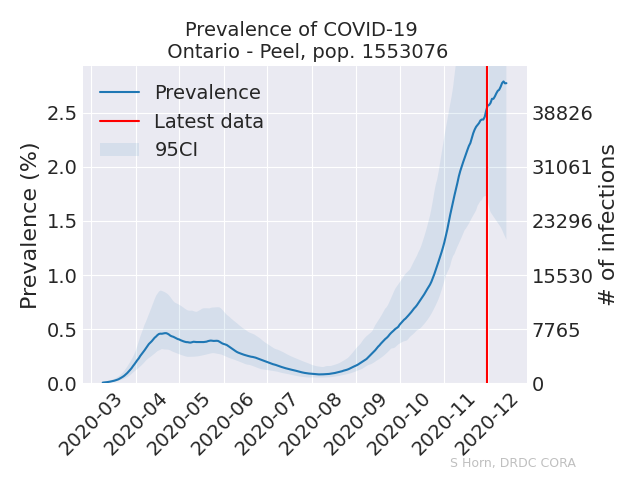 Prevalence of COVID-19
Ontario - Peel, pop. 1553076
Prevalence
Latest data
95CI
Prevalence (%)
2.5
2.0
1.5
1.0
0.5
0.0
38826
31061
23296
15530
7765
0
# of infections
2020-03
2020-04
2020-05
2020-06
2020-07
2020-08
2020-09
2020-10
2020-11
2020-12
S Horn, DRDC CORA